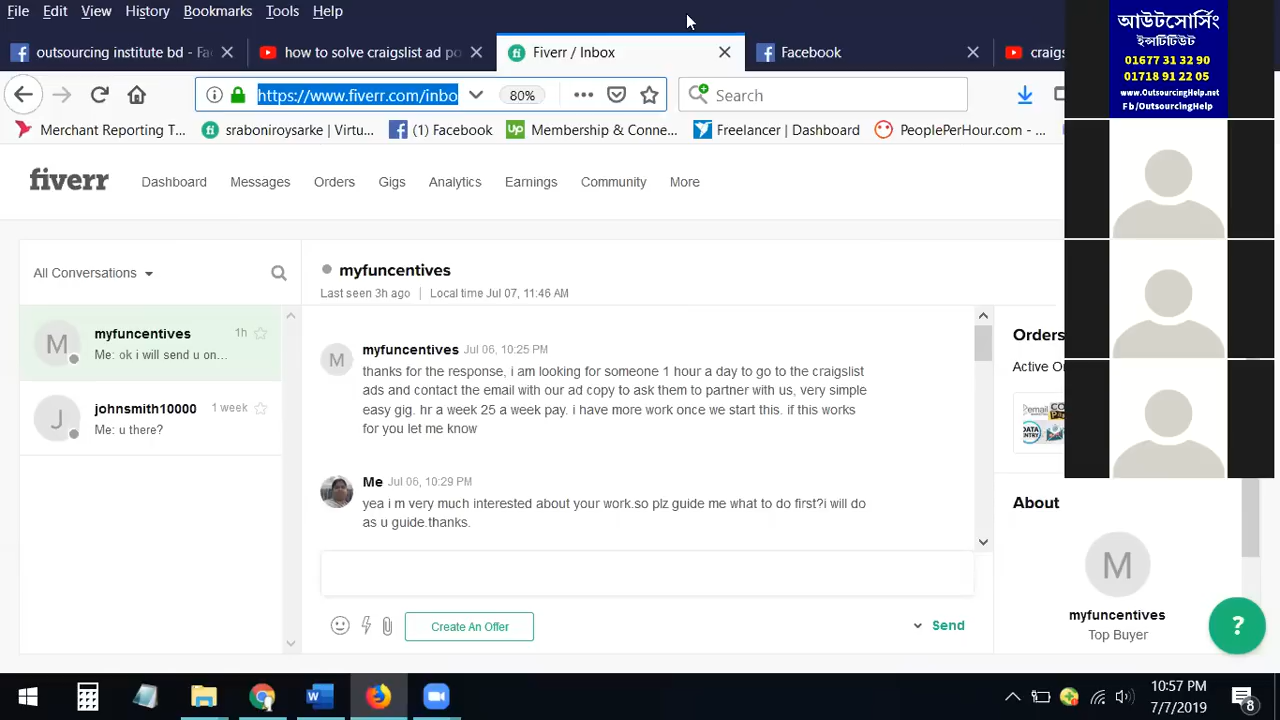 File Edit View History Bookmarks Tools Help
outsourcing institute bd - Fac
how to solve craigslist ad po
Fiverr / Inbox
Facebook
craigs
https://www.fiverr.com/inbo
80%
Search
Merchant Reporting T...
sraboniroysarke | Virtu...
(1) Facebook
Membership & Conne...
Freelancer | Dashboard
PeoplePerHour.com - ...
আউটসোর্সিং
ইন্সটিটিউট
01677 31 32 90
01718 91 22 05
www.OutsourcingHelp.net
Fb/OutsourcingHelp
fiverr
Dashboard Messages Orders Gigs Analytics Earnings Community More
All Conversations
myfuncentives 1h
Me: ok i will send u on...
johnsmith10000 1 week
Me: u there?
myfuncentives
Last seen 3h ago | Local time Jul 07, 11:46 AM
M myfuncentives Jul 06, 10:25 PM
thanks for the response, i am looking for someone 1 hour a day to go to the craigslist
ads and contact the email with our ad copy to ask them to partner with us, very simple
easy gig. hr a week 25 a week pay. i have more work once we start this. if this works
for you let me know
Me Jul 06, 10:29 PM
yea i m very much interested about your work.so plz guide me what to do first?i will do
as u guide.thanks.
Create An Offer
Send
Orders
Active O
email
DATA
ENTRY
About
M
myfuncentives
Top Buyer
?
10:57 PM
7/7/2019
8